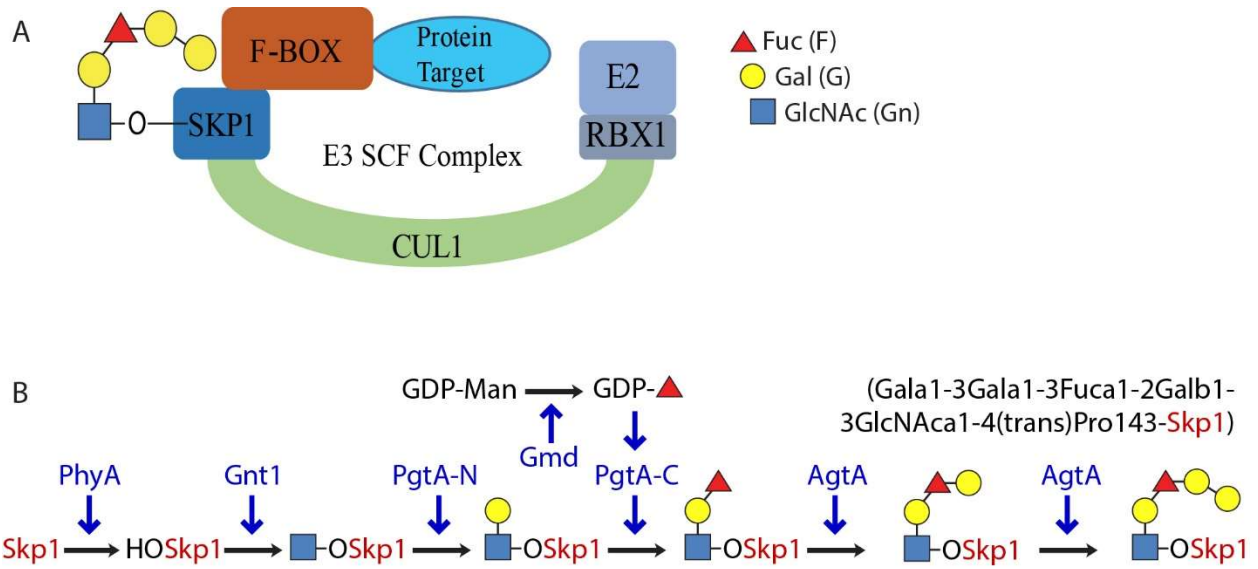 A
F-BOX
Protein
Target
E2
SKP1
O
RBX1
E3 SCF Complex
CUL1
Fuc (F)
Gal (G)
GlcNAc (Gn)
B
GDP-Man
GDP-
(Gala1-3Gala1-3Fuca1-2Galb1-
3GlcNAca1-4(trans)Pro143-Skp1)
Gmd
PhyA
Gnt1
PgtA-N
PgtA-C
AgtA
AgtA
Skp1
HOSkp1
-OSkp1
-OSkp1
-OSkp1
-OSkp1
-OSkp1